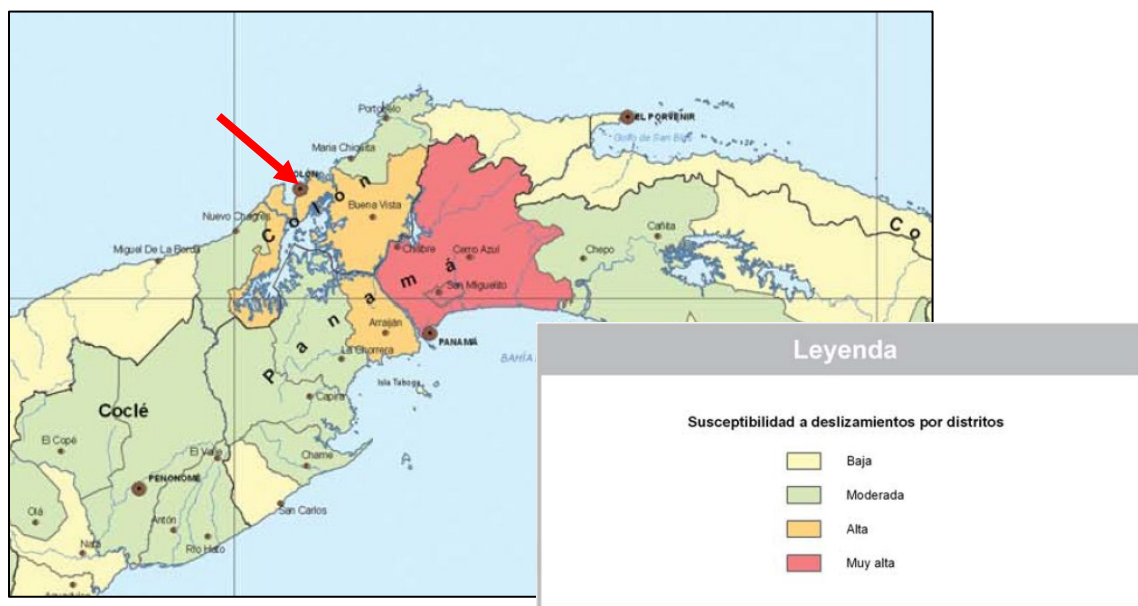 Portobelo
EL PORVENIR
Golfo de San Blas
Maria Chiquita
COLON
Colon
Buena Vista
Nuevo Chagres
Cañita
Co
Miguel De La Borda
Chilibre
Cerro Azul
Chepo
San Miguelito
Panamá
Arraiján
PANAMÁ
La Chorrera
BAHÍA
Isla Taboga
Capira
Coclé
El Copé
El Valle
Chame
PENONOMÉ
San Carlos
Olá
Antón
Río Hato
Natá
Leyenda
Susceptibilidad a deslizamientos por distritos
Baja
Moderada
Alta
Muy alta